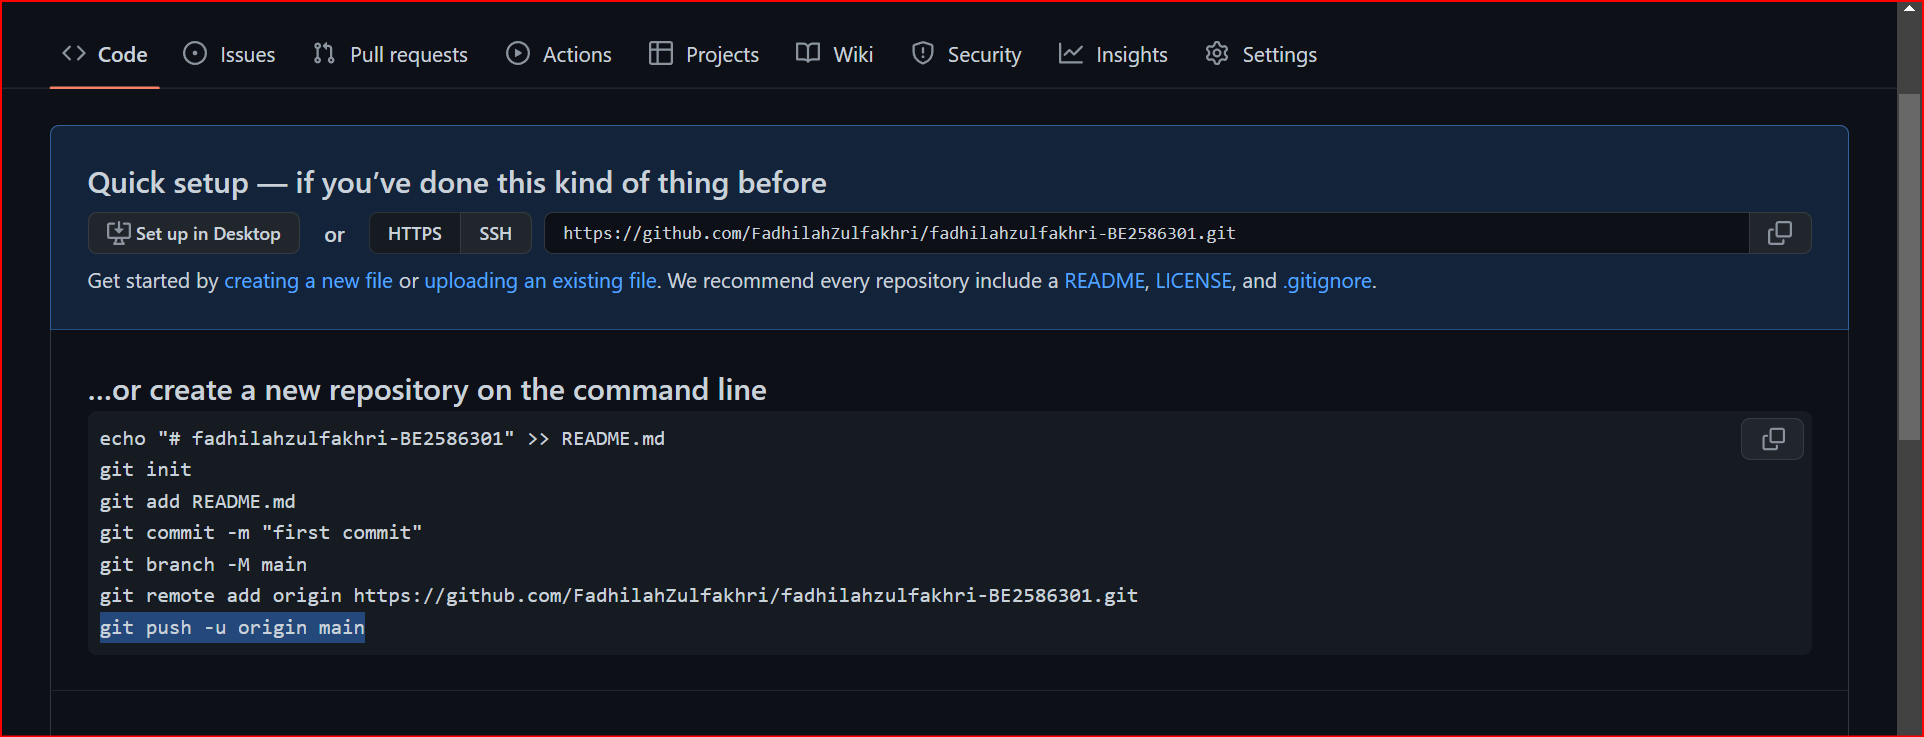 Code Issues Pull requests Actions Projects Wiki Security Insights Settings
Quick setup — if you’ve done this kind of thing before
Set up in Desktop or HTTPS SSH https://github.com/FadhilahZulfakhri/fadhilahzulfakhri-BE2586301.git
Get started by creating a new file or uploading an existing file. We recommend every repository include a README, LICENSE, and .gitignore.
…or create a new repository on the command line
echo "# fadhilahzulfakhri-BE2586301" >> README.md
git init
git add README.md
git commit -m "first commit"
git branch -M main
git remote add origin https://github.com/FadhilahZulfakhri/fadhilahzulfakhri-BE2586301.git
git push -u origin main